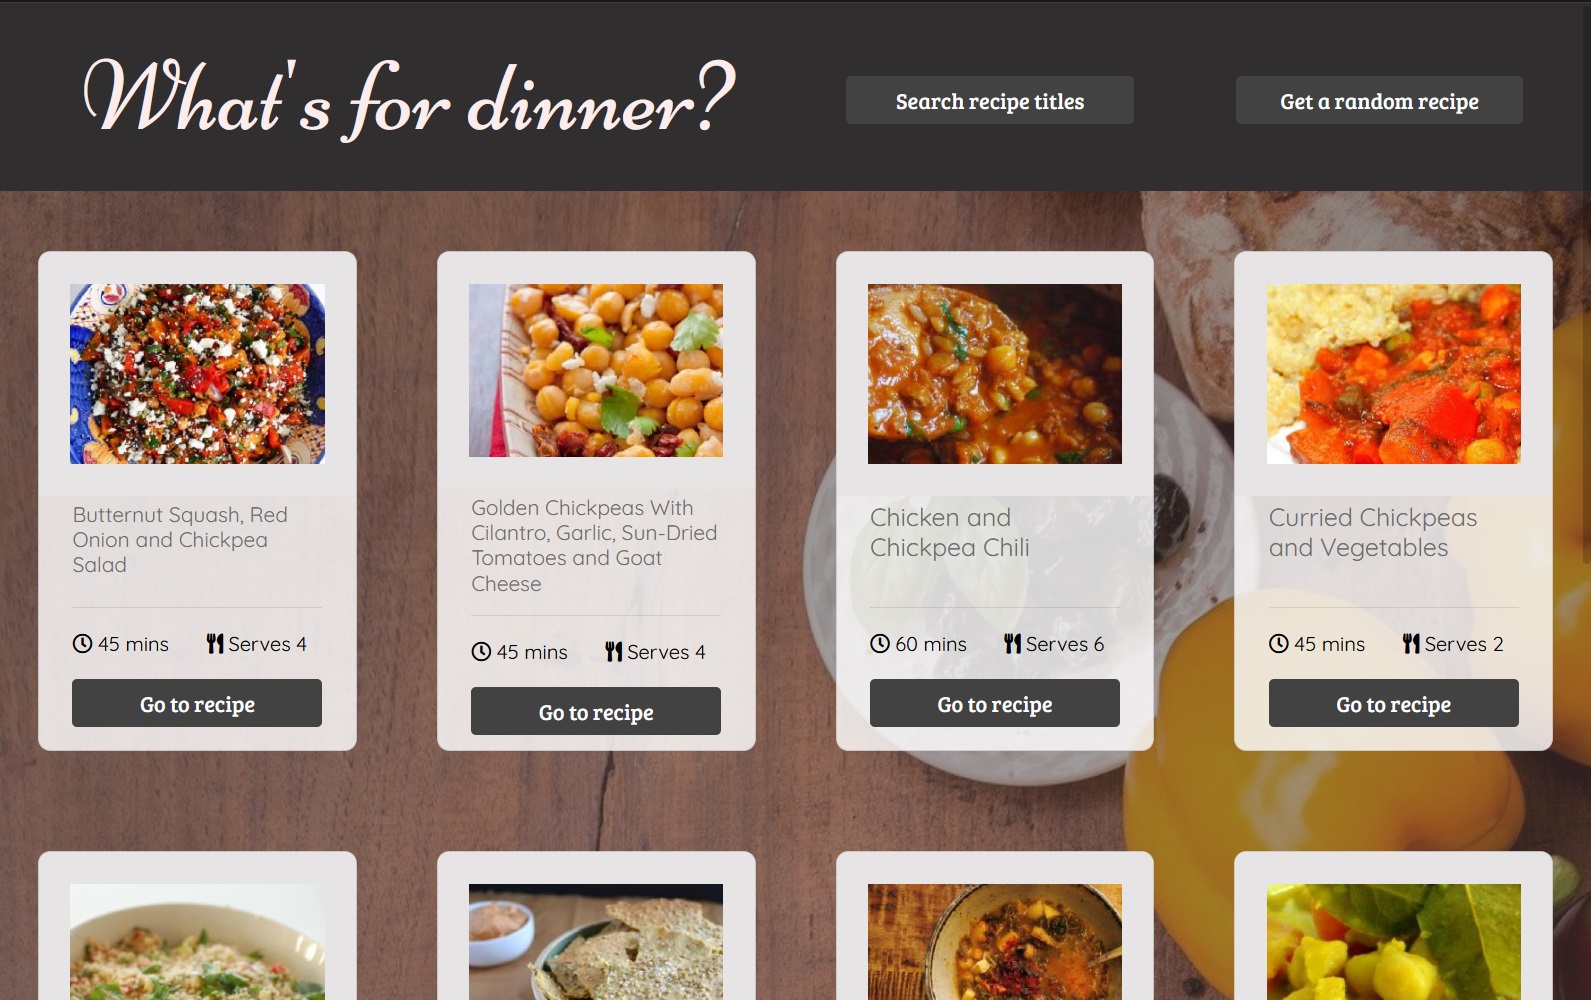 What's for dinner?
Search recipe titles
Get a random recipe
Butternut Squash, Red
Onion and Chickpea
Salad
45 mins
Serves 4
Go to recipe
Golden Chickpeas With
Cilantro, Garlic, Sun-Dried
Tomatoes and Goat
Cheese
45 mins
Serves 4
Go to recipe
Chicken and
Chickpea Chili
60 mins
Serves 6
Go to recipe
Curried Chickpeas
and Vegetables
45 mins
Serves 2
Go to recipe